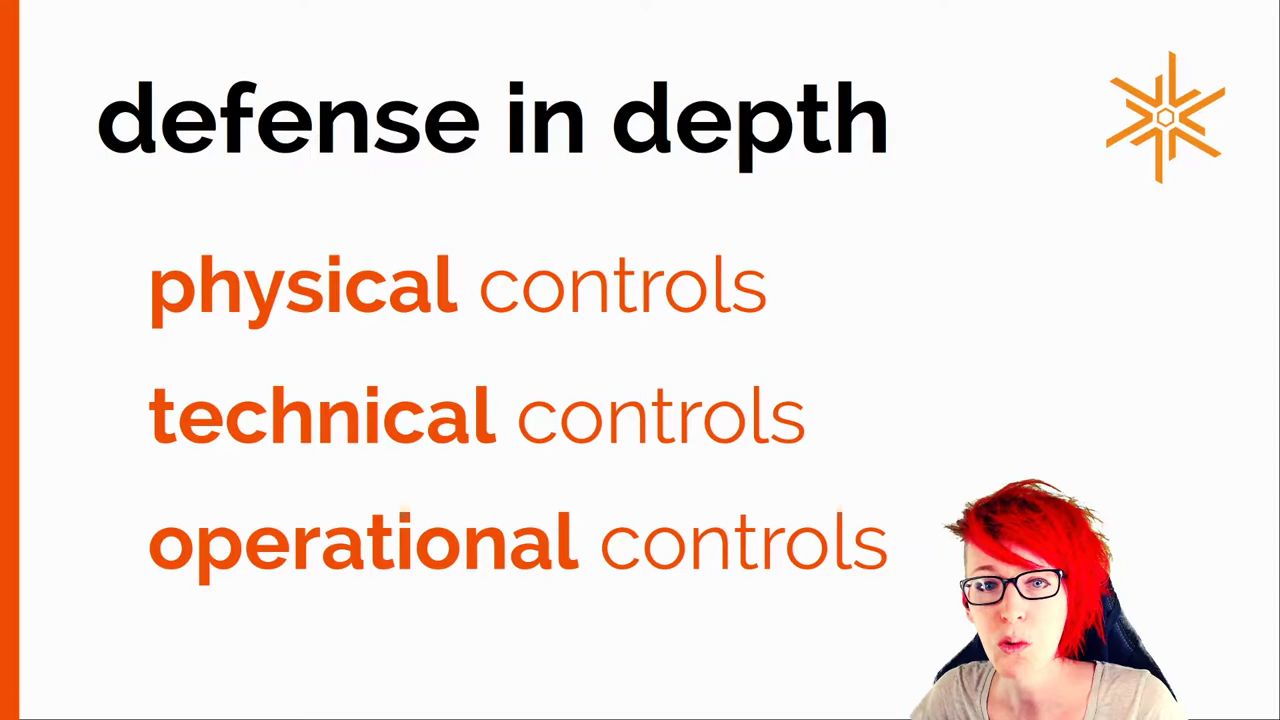 defense in depth
physical controls
technical controls
operational controls